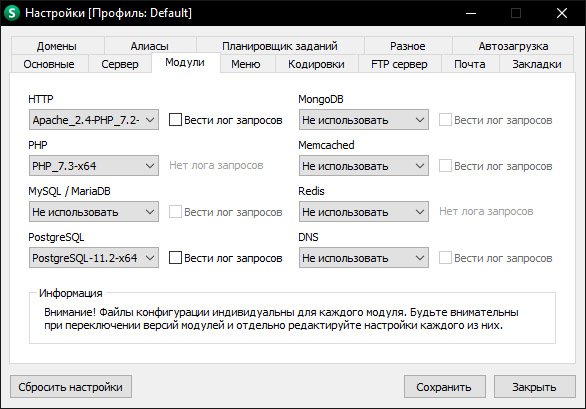 Настройки [Профиль: Default]
Домены Алиасы Планировщик заданий Разное Автозагрузка
Основные Сервер Модули Меню Кодировки FTP сервер Почта Закладки
HTTP MongoDB
Apache_2.4-PHP_7.2- Вести лог запросов Не использовать Вести лог запросов
PHP Memcached
PHP_7.3-x64 Нет лога запросов Не использовать Вести лог запросов
MySQL / MariaDB Redis
Не использовать Вести лог запросов Не использовать Нет лога запросов
PostgreSQL DNS
PostgreSQL-11.2-x64 Вести лог запросов Не использовать Вести лог запросов
Информация
Внимание! Файлы конфигурации индивидуальны для каждого модуля. Будьте внимательны
при переключении версий модулей и отдельно редактируйте настройки каждого из них.
Сбросить настройки Сохранить Закрыть